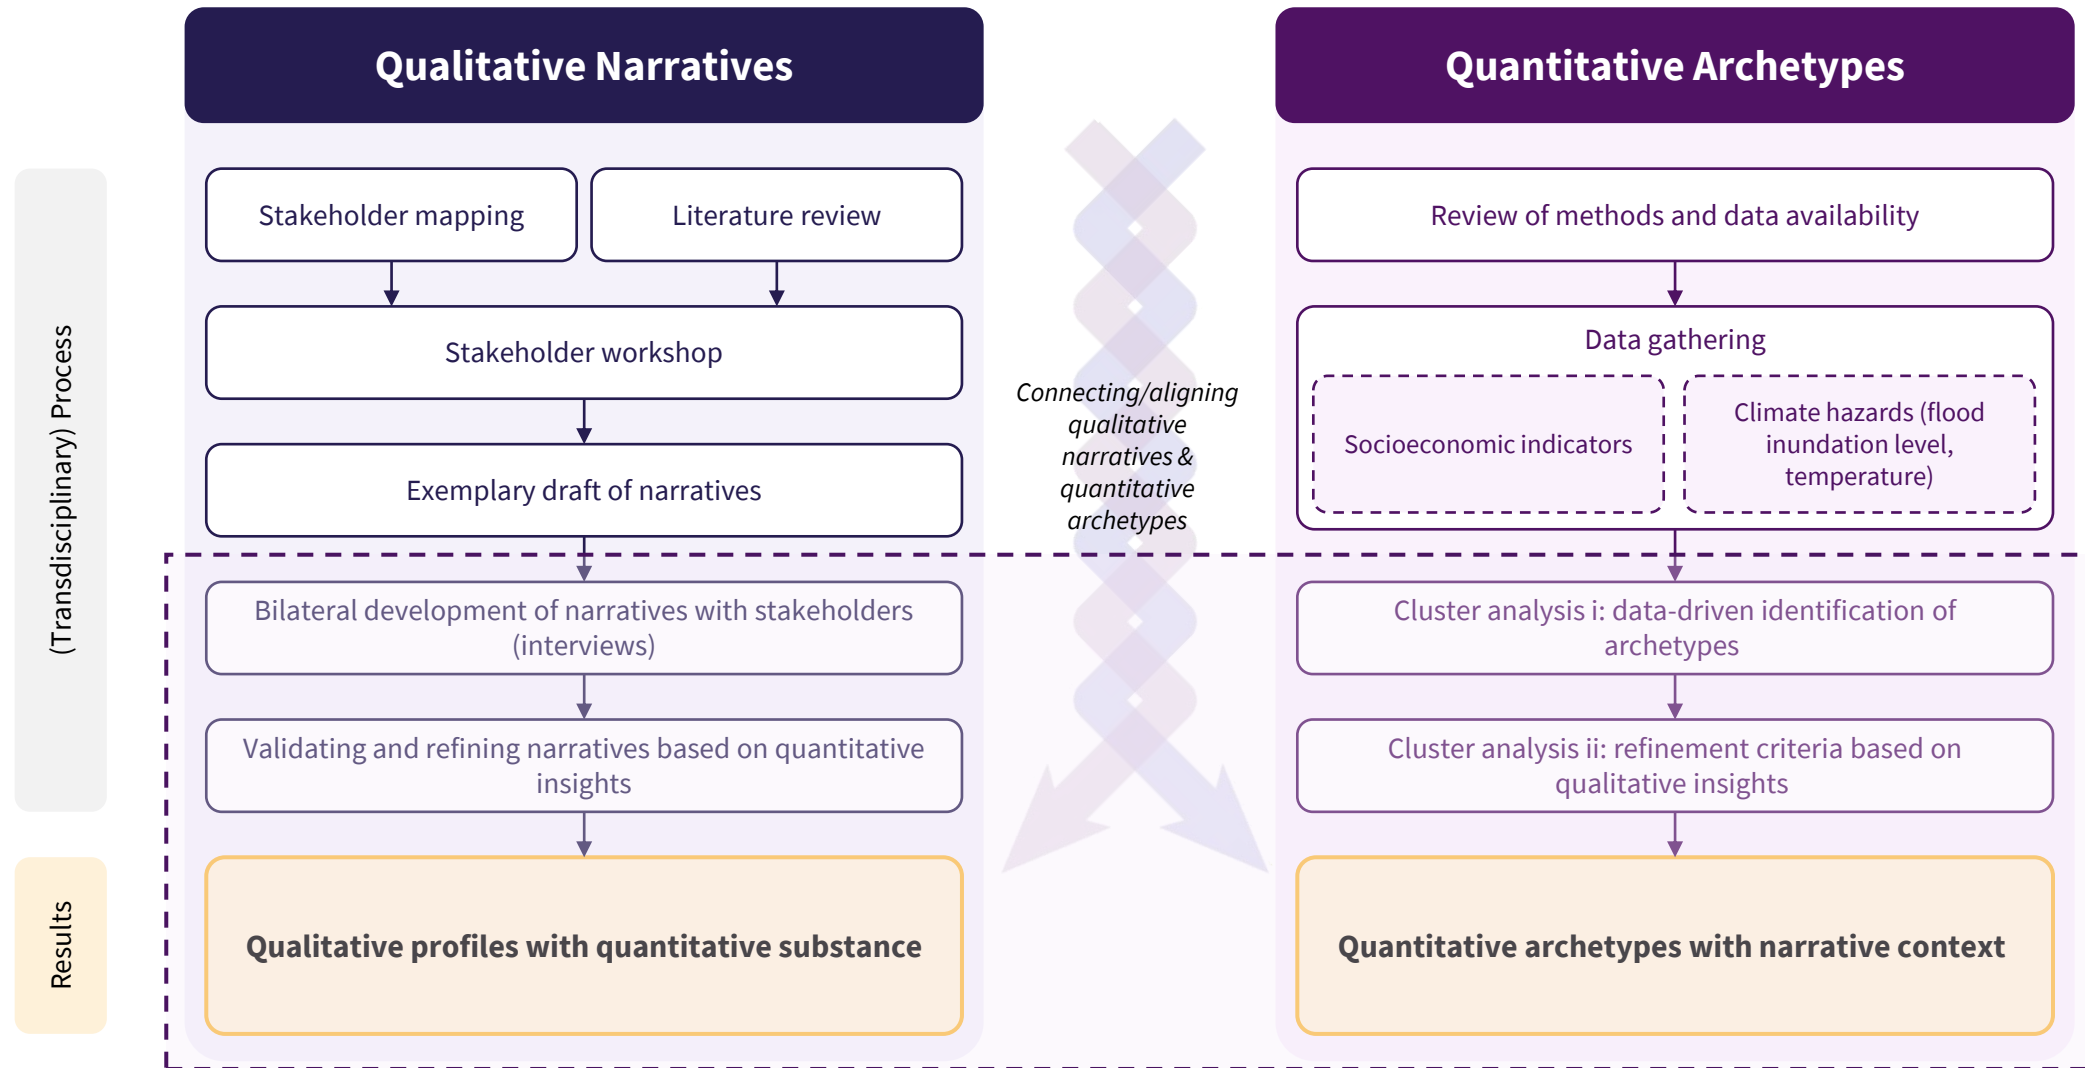 Qualitative Narratives
Quantitative Archetypes
(Transdisciplinary) Process
Stakeholder mapping
Literature review
Stakeholder workshop
Exemplary draft of narratives
Bilateral development of narratives with stakeholders
(interviews)
Validating and refining narratives based on quantitative
insights
Connecting/aligning
qualitative
narratives &
quantitative
archetypes
Review of methods and data availability
Data gathering
Socioeconomic indicators
Climate hazards (flood
inundation level,
temperature)
Cluster analysis i: data-driven identification of
archetypes
Cluster analysis ii: refinement criteria based on
qualitative insights
Results
Qualitative profiles with quantitative substance
Quantitative archetypes with narrative context